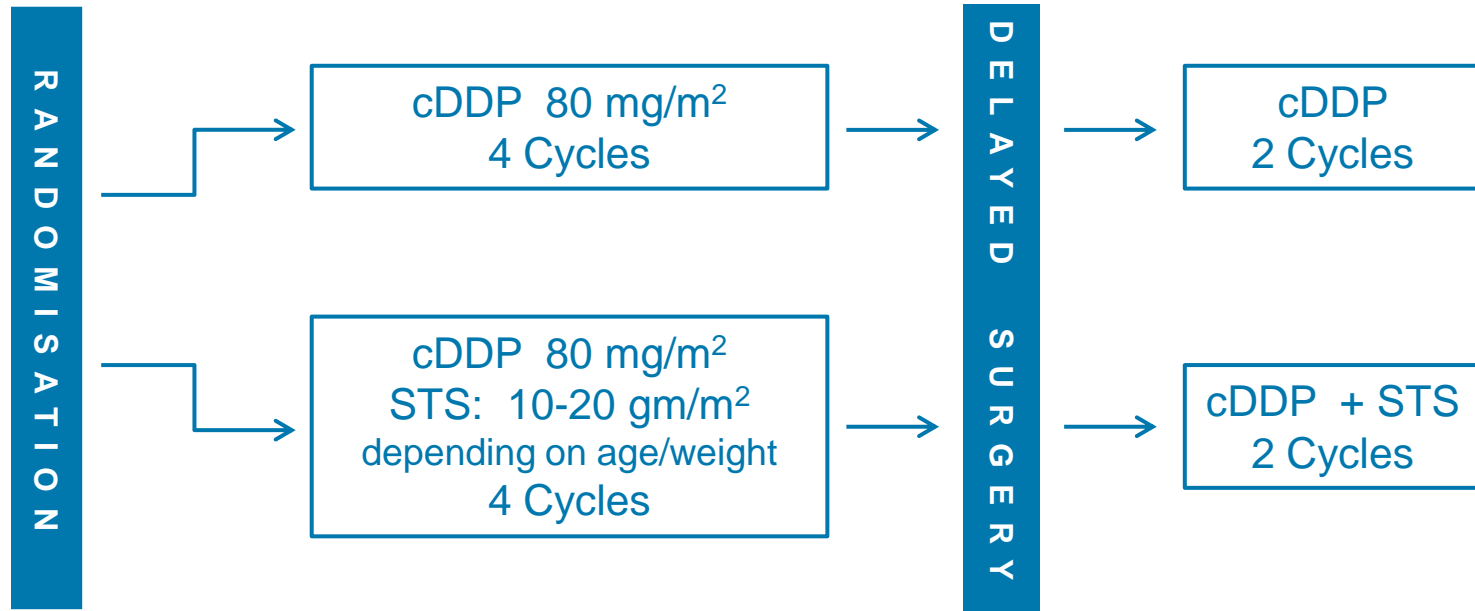 RANDOMISATION
cDDP 80 mg/m²
4 Cycles
cDDP 80 mg/m²
STS: 10-20 gm/m²
depending on age/weight
4 Cycles
DELAYED SURGERY
cDDP
2 Cycles
cDDP + STS
2 Cycles